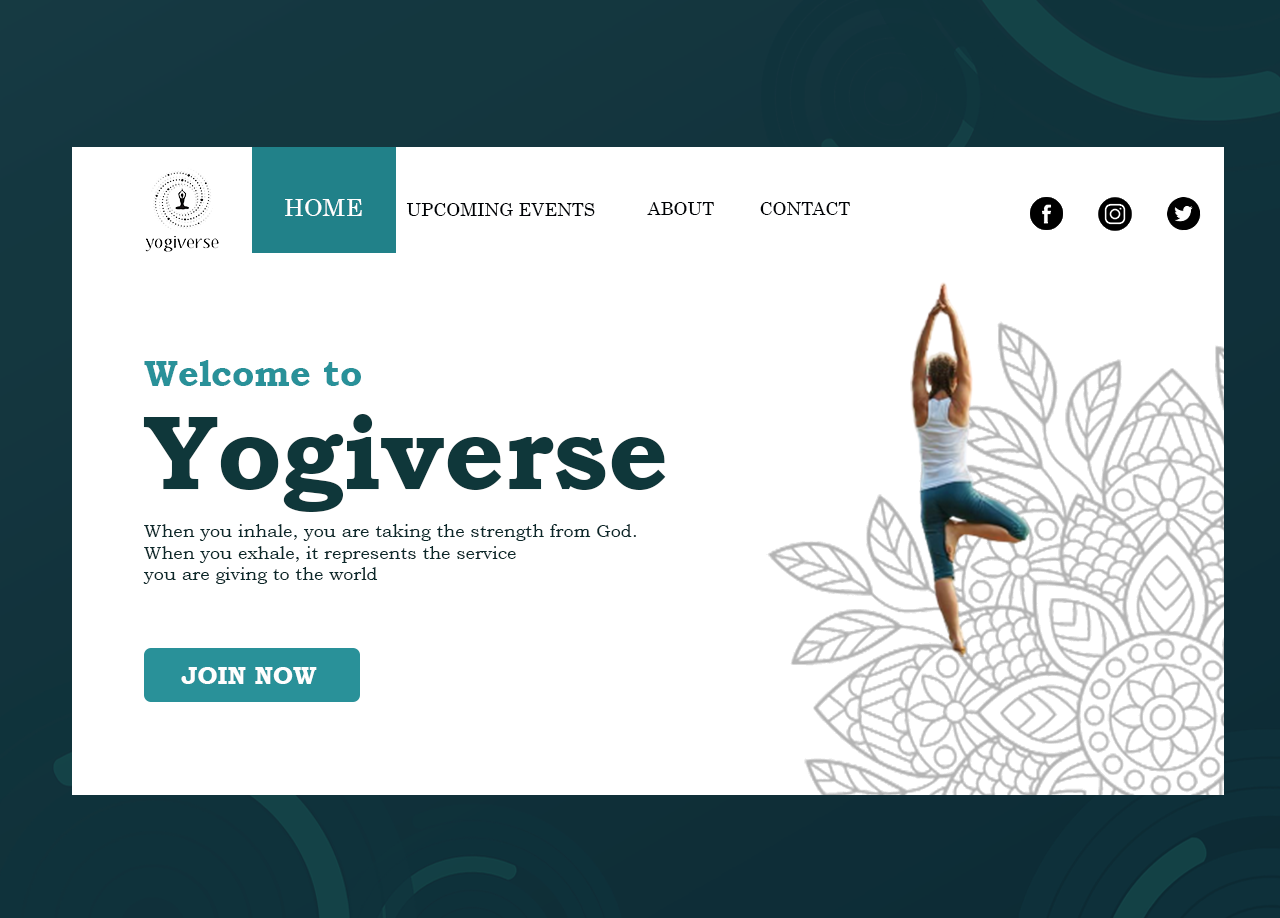 yogiverse
HOME
UPCOMING EVENTS
ABOUT
CONTACT
Welcome to
Yogiverse
When you inhale, you are taking the strength from God.
When you exhale, it represents the service
you are giving to the world
JOIN NOW